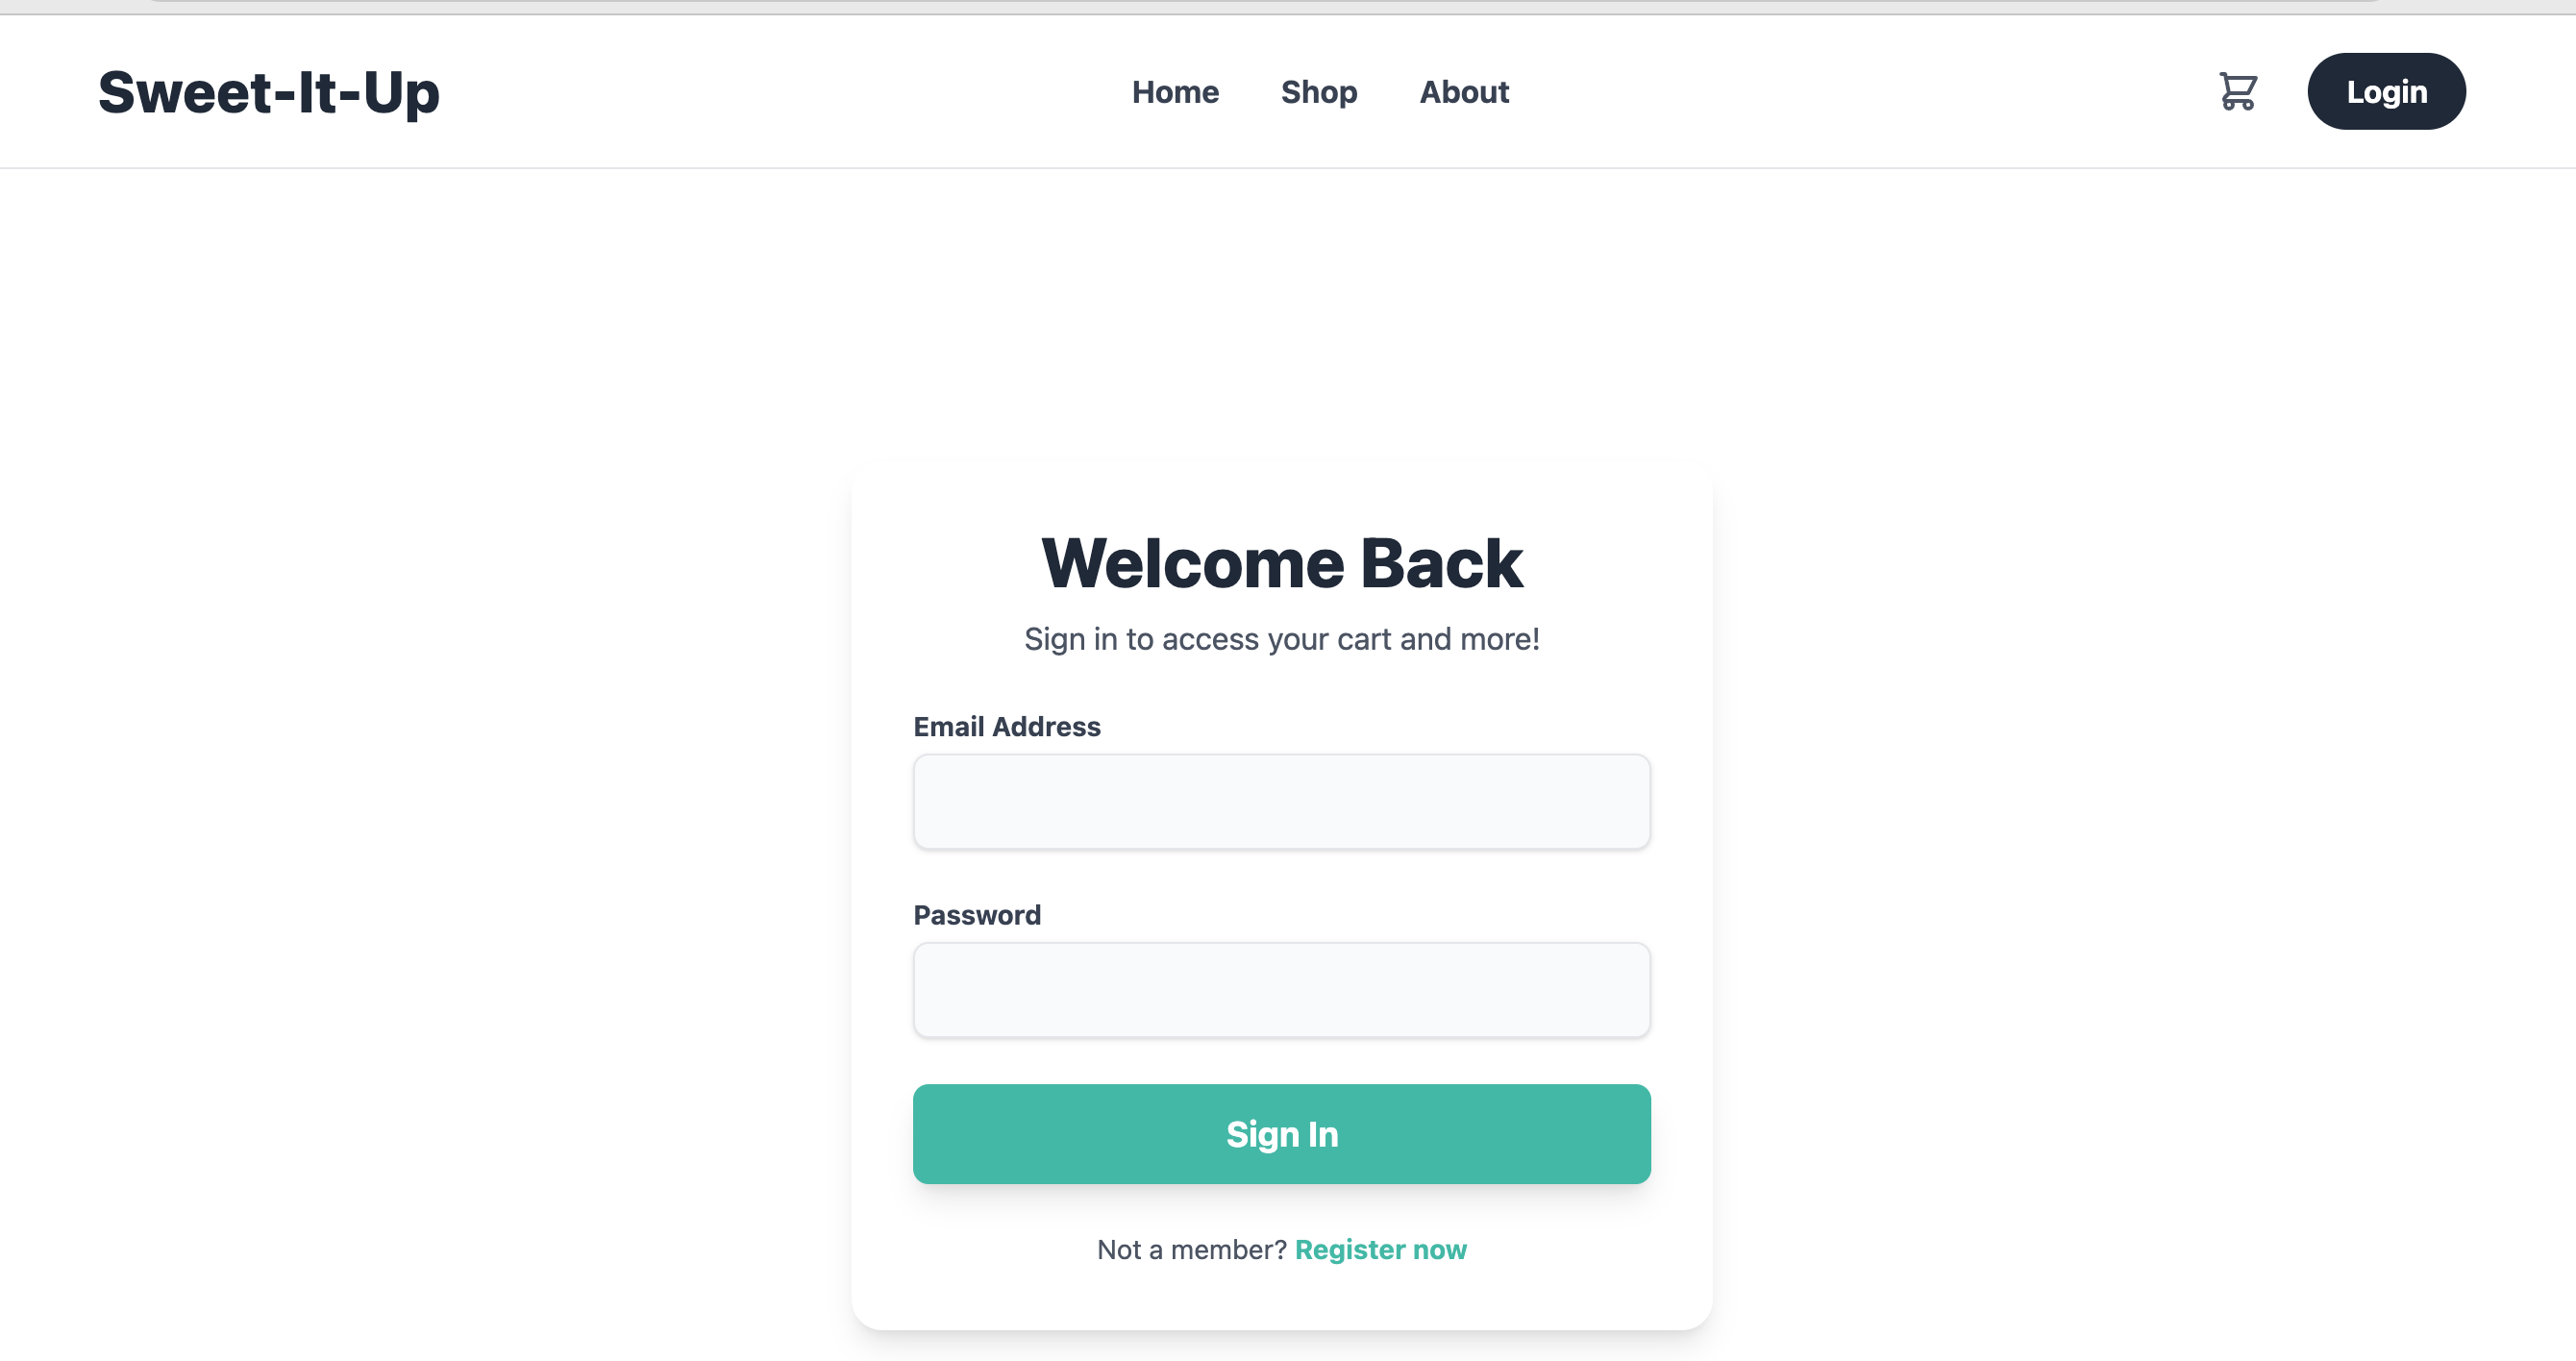 Sweet-It-Up
Home Shop About
Login
Welcome Back
Sign in to access your cart and more!
Email Address
Password
Sign In
Not a member? Register now